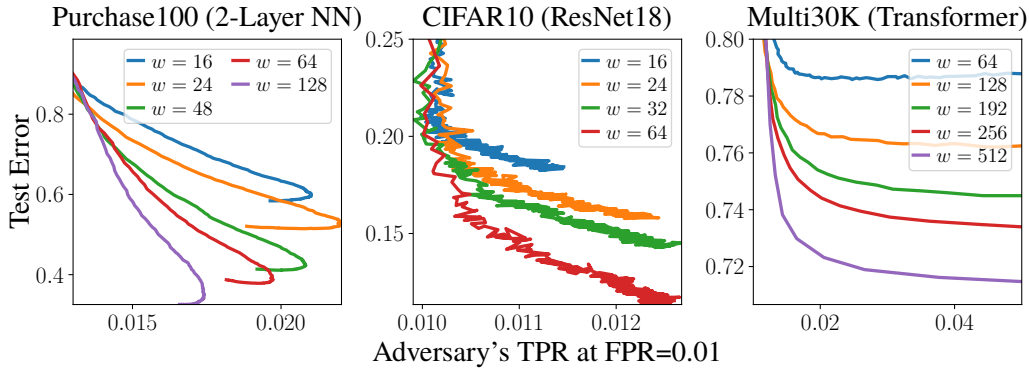 Purchase100 (2-Layer NN)
CIFAR10 (ResNet18)
Multi30K (Transformer)
Test Error
0.8
0.6
0.4
0.015
0.020
w = 16
w = 24
w = 48
w = 64
w = 128
0.25
0.20
0.15
0.010
0.011
0.012
w = 16
w = 24
w = 32
w = 64
0.80
0.78
0.76
0.74
0.72
0.02
0.04
w = 64
w = 128
w = 192
w = 256
w = 512
Adversary's TPR at FPR=0.01